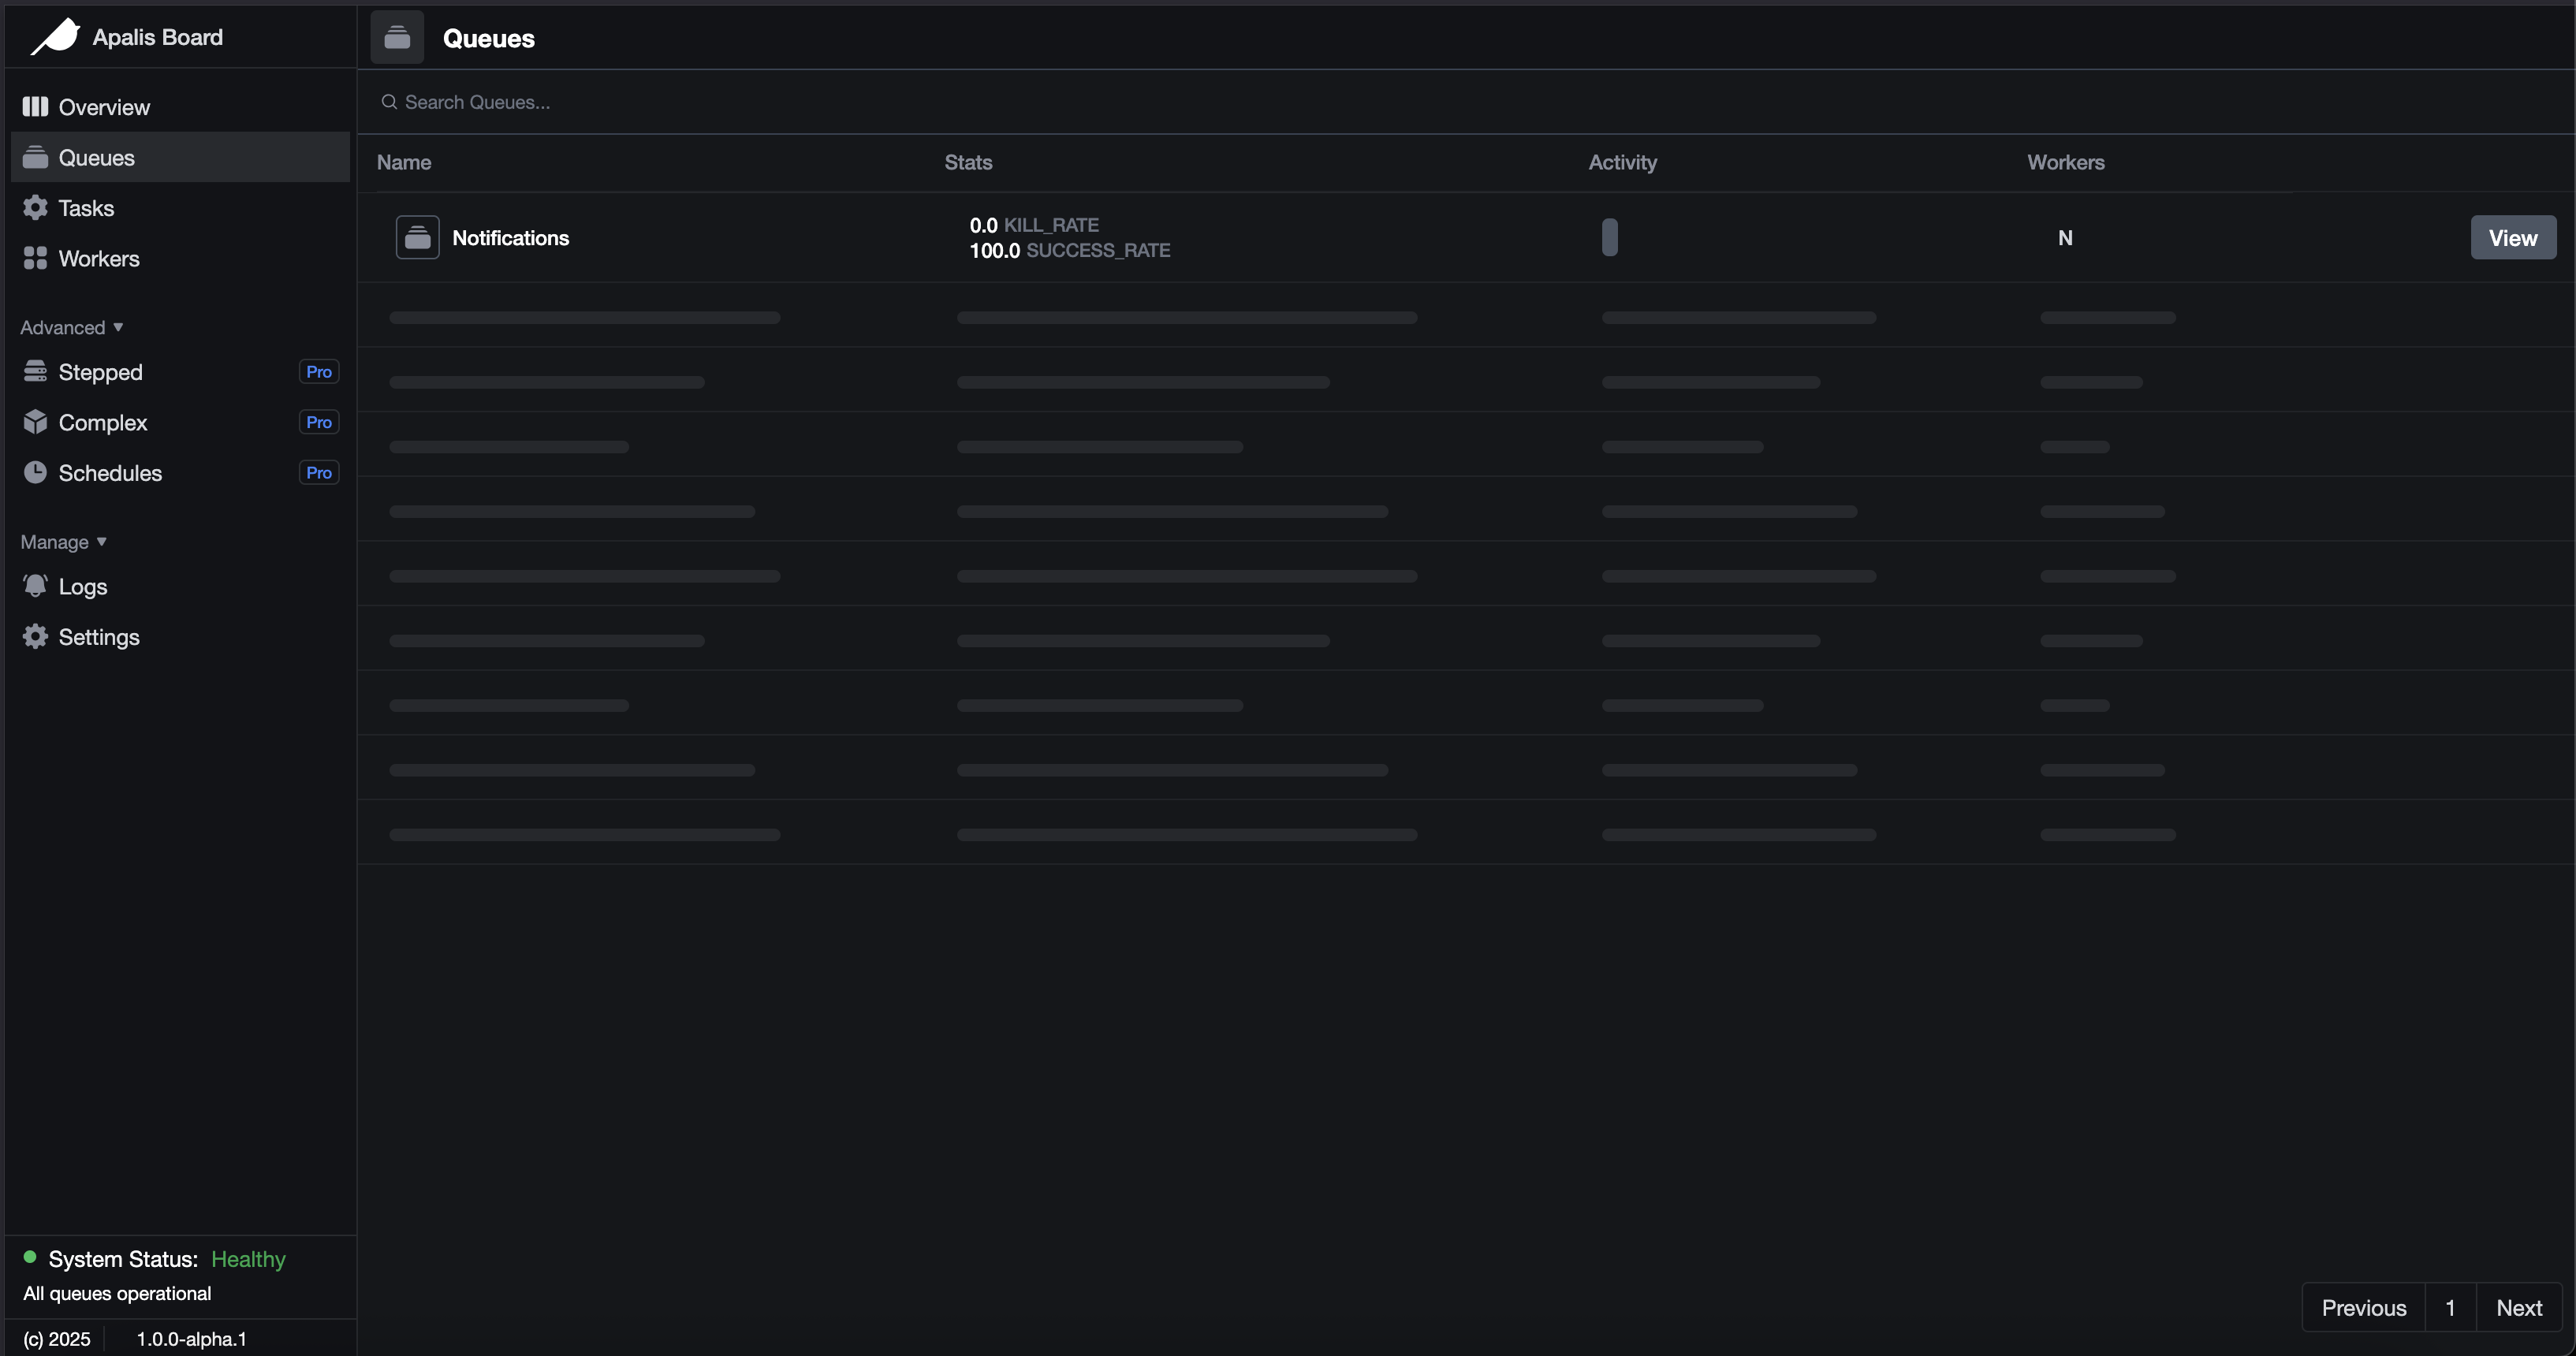 Apalis Board
Overview
Queues
Tasks
Workers
Advanced ▼
Stepped Pro
Complex Pro
Schedules Pro
Manage ▼
Logs
Settings
System Status: Healthy
All queues operational
(c) 2025 1.0.0-alpha.1
Queues
Search Queues...
Name Stats Activity Workers
Notifications
0.0 KILL_RATE
100.0 SUCCESS_RATE
N
View
Previous 1 Next